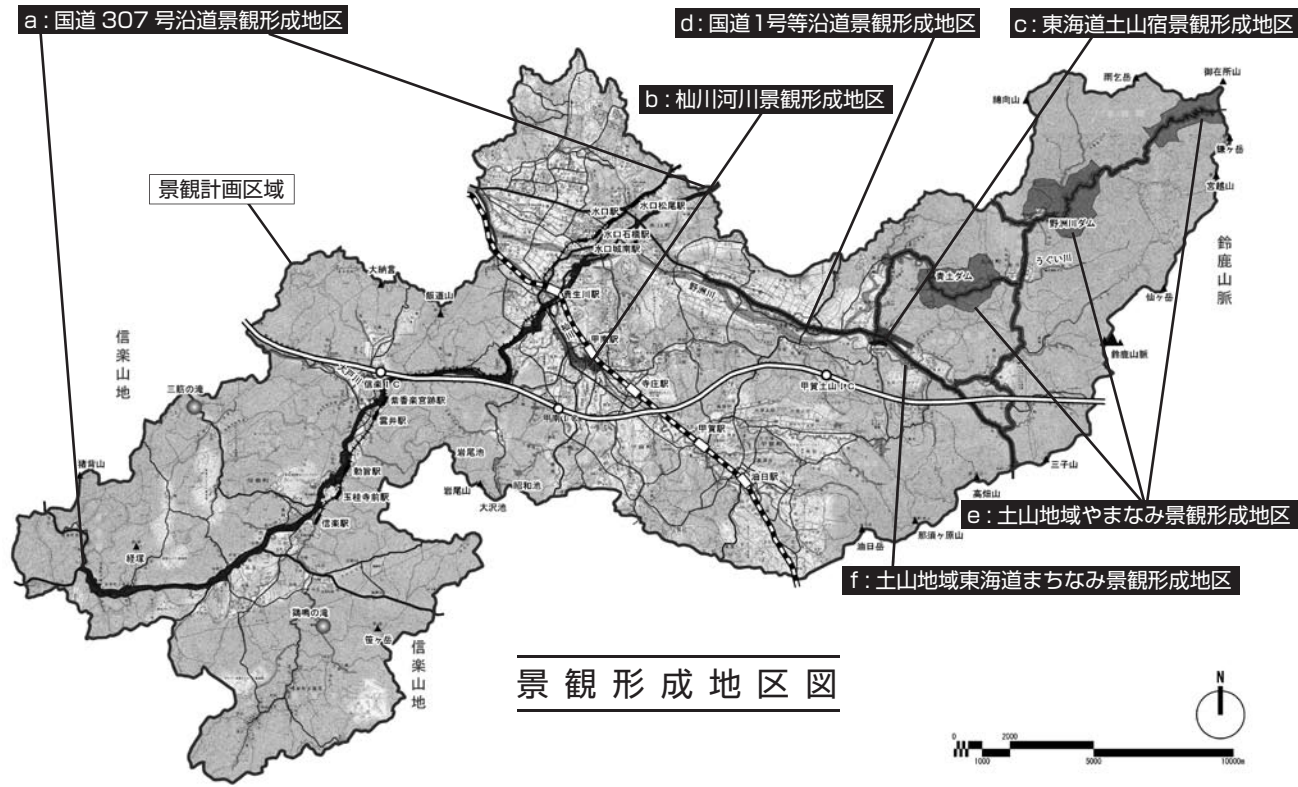 a : 国道 307 号沿道景観形成地区
d : 国道1号等沿道景観形成地区
c : 東海道土山宿景観形成地区
b : 杣川河川景観形成地区
景観計画区域
雨乞岳
御在所山
綿向山
鎌ヶ岳
宮越山
水口駅
水口松尾駅
水口石橋駅
水口城南駅
野洲川ダム
うぐい川
鈴鹿山脈
青土ダム
仙ヶ岳
大納言
飯道山
貴生川駅
野洲川
杣川
甲南駅
鈴鹿山脈
信楽山地
大戸川
信楽IC
寺庄駅
甲賀土山IC
三筋の滝
紫香楽宮跡駅
雲井駅
甲南IC
甲賀駅
猪背山
勅旨駅
岩尾池
油日駅
三子山
玉桂寺前駅
岩尾山
昭和池
大沢池
高畑山
信楽駅
e : 土山地域やまなみ景観形成地区
那須ヶ原山
油日岳
経塚
f : 土山地域東海道まちなみ景観形成地区
鶏鳴の滝
笹ヶ岳
信楽山地
景観形成地区図
N
0 2000
1000 5000 10000m